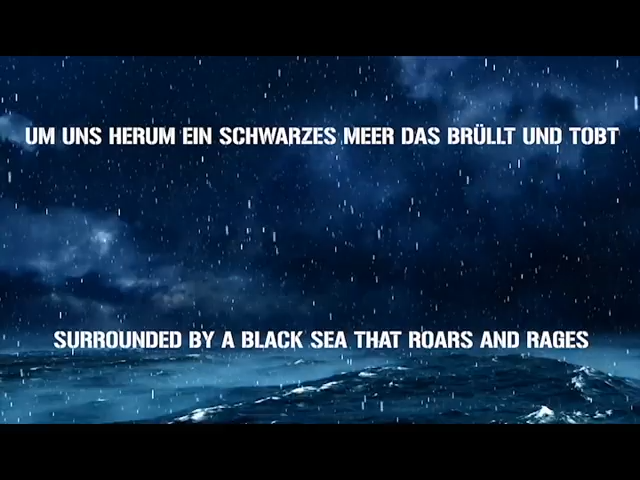 UM UNS HERUM EIN SCHWARZES MEER DAS BRÜLLT UND TOBT
SURROUNDED BY A BLACK SEA THAT ROARS AND RAGES